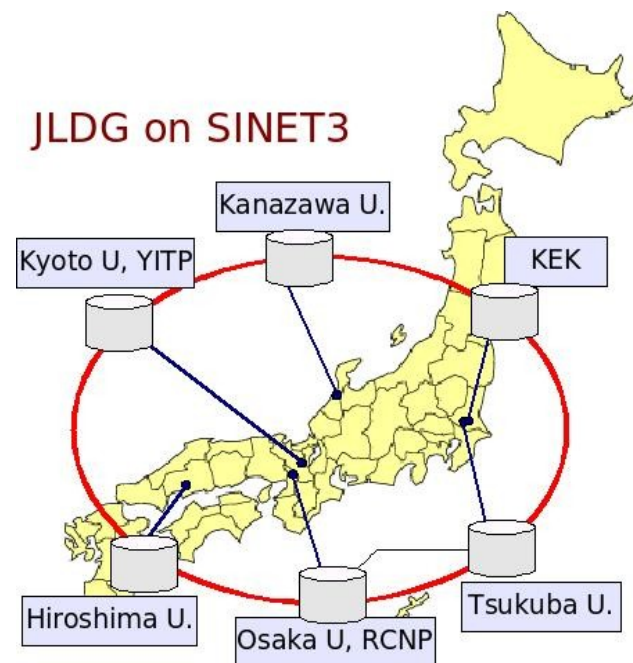 JLDG on SINET3
Kanazawa U.
Kyoto U, YITP
KEK
Hiroshima U.
Osaka U, RCNP
Tsukuba U.